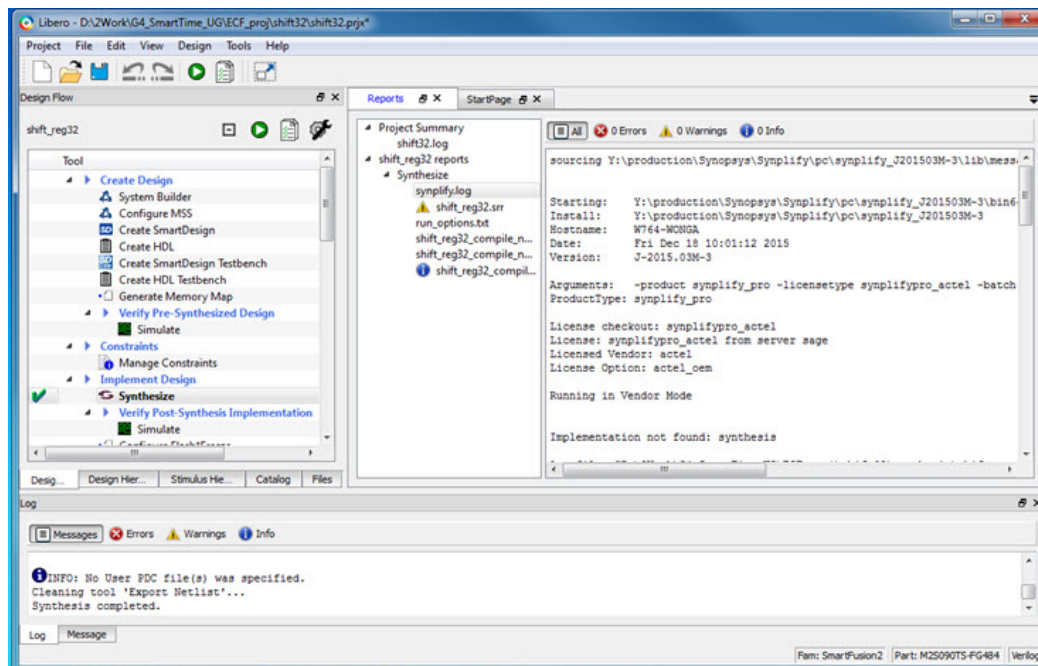 Libero - D:\2Work\G4_SmartTime_UG\ECF_proj\shift32\shift32.prjx*
Project File Edit View Design Tools Help
Design Flow
shift_reg32
Tool
Create Design
System Builder
Configure MSS
Create SmartDesign
Create HDL
Create SmartDesign Testbench
Create HDL Testbench
Generate Memory Map
Verify Pre-Synthesized Design
Simulate
Constraints
Manage Constraints
Implement Design
Synthesize
Verify Post-Synthesis Implementation
Simulate
Desig... Design Hier... Stimulus Hie... Catalog Files
Reports StartPage
Project Summary
shift32.log
shift_reg32 reports
Synthesize
synplify.log
shift_reg32.srr
run_options.txt
shift_reg32_compile_n...
shift_reg32_compile_n...
shift_reg32_compil...
All 0 Errors 0 Warnings 0 Info
sourcing Y:\production\Synopsys\Synplify\pc\synplify_J201503M-3\lib\mess
Starting: Y:\production\Synopsys\Synplify\pc\synplify_J201503M-3\bin6
Install: Y:\production\Synopsys\Synplify\pc\synplify_J201503M-3
Hostname: W764-WONGA
Date: Fri Dec 18 10:01:12 2015
Version: J-2015.03M-3
Arguments: -product synplify_pro -licensetype synplifypro_actel -batch
ProductType: synplify_pro
License checkout: synplifypro_actel
License: synplifypro_actel from server sage
Licensed Vendor: actel
License Option: actel_oem
Running in Vendor Mode
Implementation not found: synthesis
Log
Messages Errors Warnings Info
INFO: No User PDC file(s) was specified.
Cleaning tool 'Export Netlist'...
Synthesis completed.
Log Message
Fam: SmartFusion2 Part: M2S090TS-FG484 Verilog